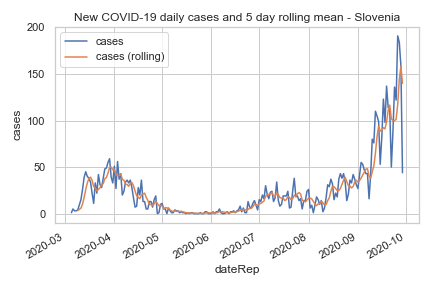 New COVID-19 daily cases and 5 day rolling mean - Slovenia
cases
cases (rolling)
200
150
100
50
0
cases
2020-03
2020-04
2020-05
2020-06
2020-07
2020-08
2020-09
2020-10
dateRep